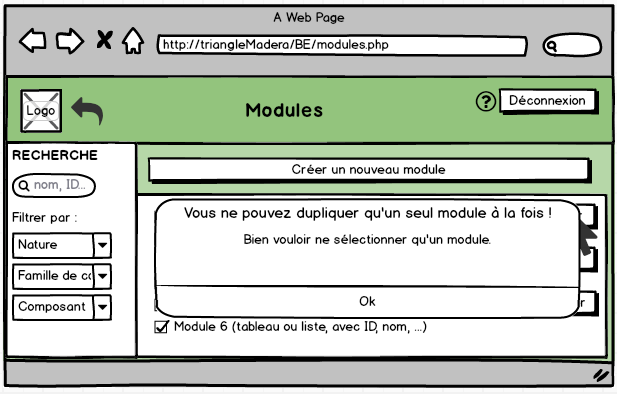 A Web Page
http://triangleMadera/BE/modules.php
Logo
Modules
?
Déconnexion
RECHERCHE
nom, ID...
Filtrer par :
Nature
Famille de co
Composant
Créer un nouveau module
Vous ne pouvez dupliquer qu'un seul module à la fois !
Bien vouloir ne sélectionner qu'un module.
Ok
Module 6 (tableau ou liste, avec ID, nom, ...)